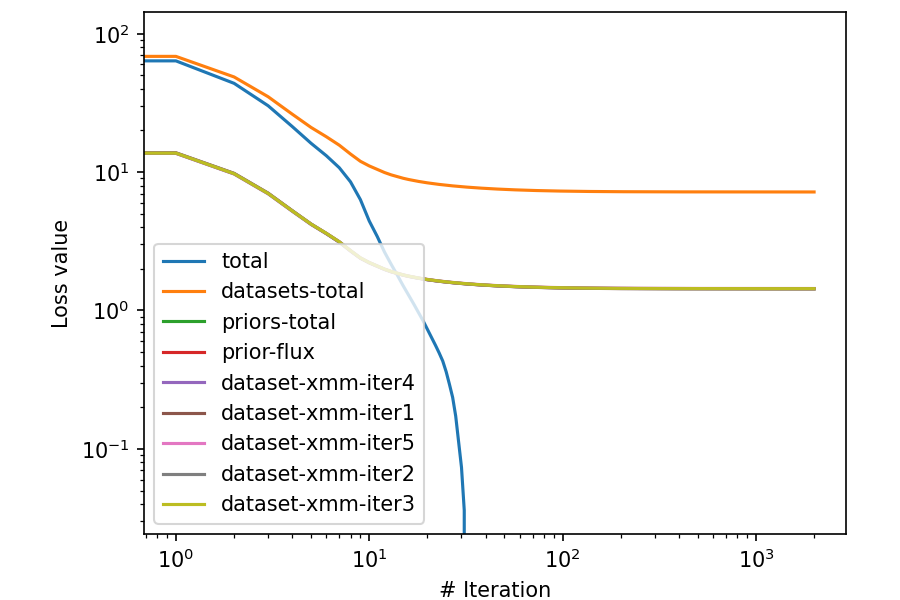 10²
10¹
10⁰
10⁻¹
Loss value
total
datasets-total
priors-total
prior-flux
dataset-xmm-iter4
dataset-xmm-iter1
dataset-xmm-iter5
dataset-xmm-iter2
dataset-xmm-iter3
10⁰ 10¹ 10² 10³
# Iteration